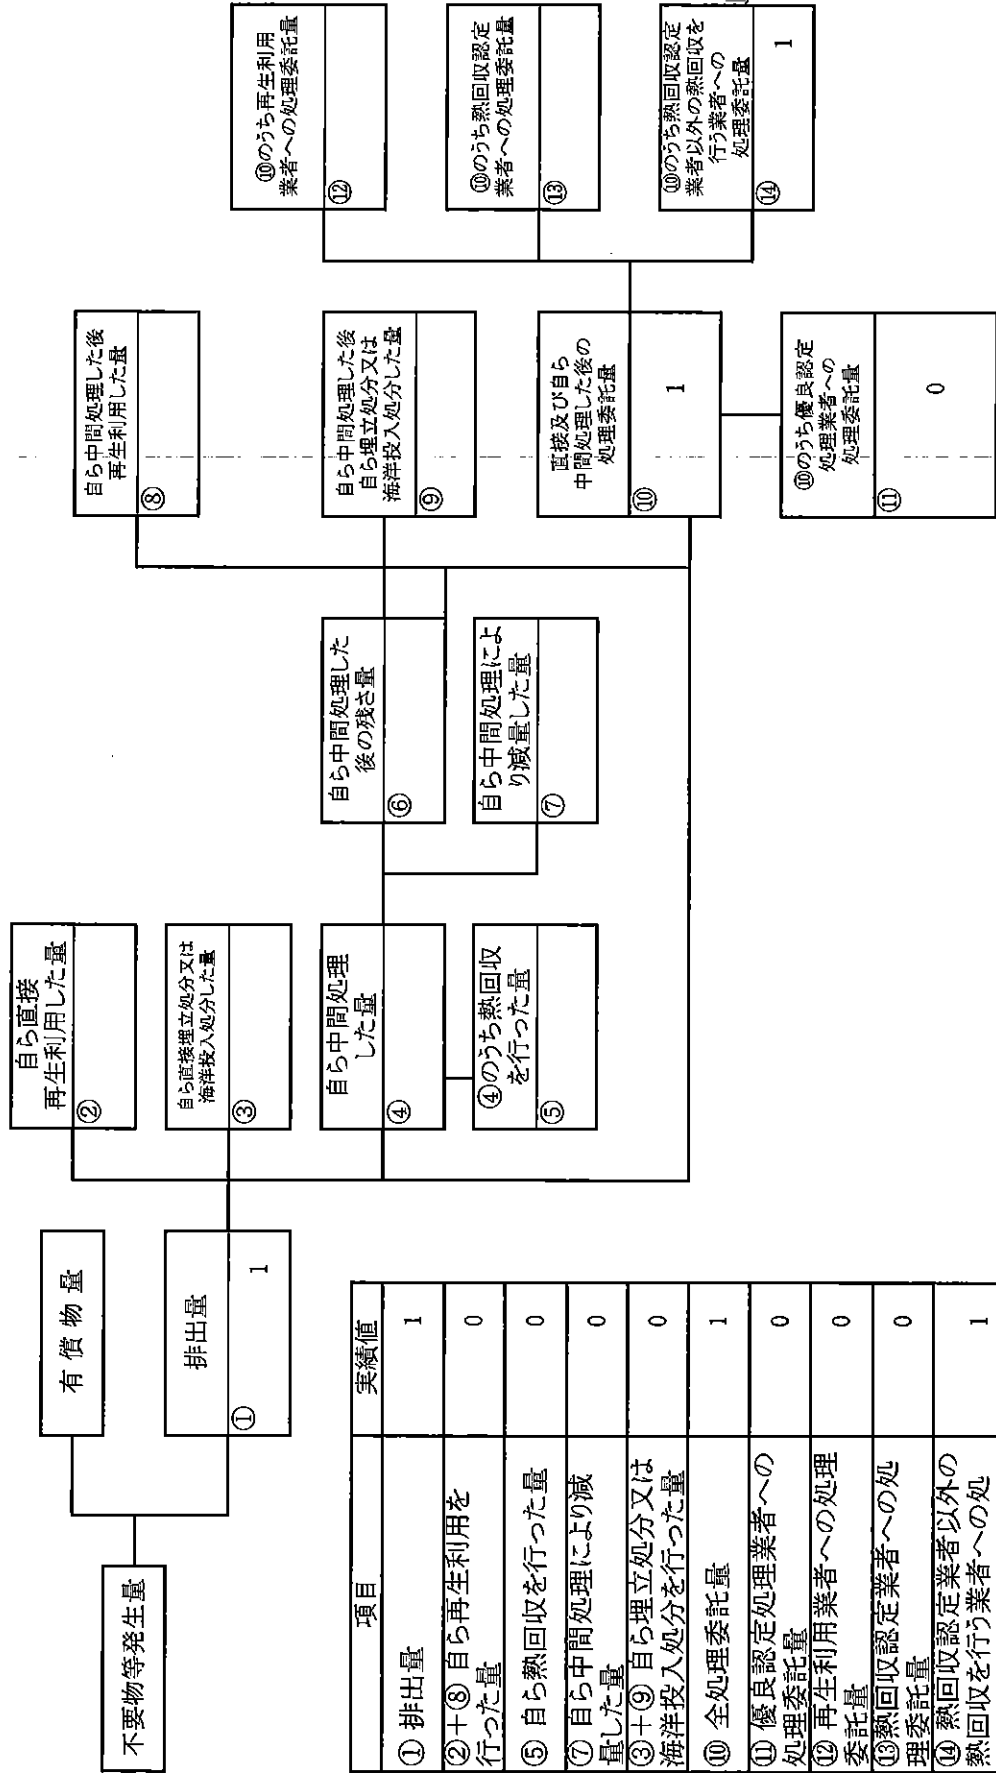 不要物等発生量
有償物量
排出量
①
1
自ら直接
再生利用した量
②
自ら直接埋立処分又は
海洋投入処分した量
③
自ら中間処理
した量
④
④のうち熱回収
を行った量
⑤
自ら中間処理した
後の残さ量
⑥
自ら中間処理によ
り減量した量
⑦
自ら中間処理した後
再生利用した量
⑧
自ら中間処理した後
自ら埋立処分又は
海洋投入処分した量
⑨
直接及び自ら
中間処理した後の
処理委託量
⑩
1
⑩のうち優良認定
処理業者への
処理委託量
⑪
0
⑩のうち再生利用
業者への処理委託量
⑫
⑩のうち熱回収認定
業者への処理委託量
⑬
⑩のうち熱回収認定
業者以外の熱回収を
行う業者への
処理委託量
⑭
1
項目 実績値
①排出量 1
②+⑧ 自ら再生利用を
行った量 0
⑤ 自ら熱回収を行った量 0
⑦ 自ら中間処理により減
量した量 0
③+⑨ 自ら埋立処分又は
海洋投入処分を行った量 0
⑩ 全処理委託量 1
⑪ 優良認定処理業者への
処理委託量 0
⑫ 再生利用業者への処理
委託量 0
⑬熱回収認定業者への処
理委託量 0
⑭ 熱回収認定業者以外の
熱回収を行う業者への処 1